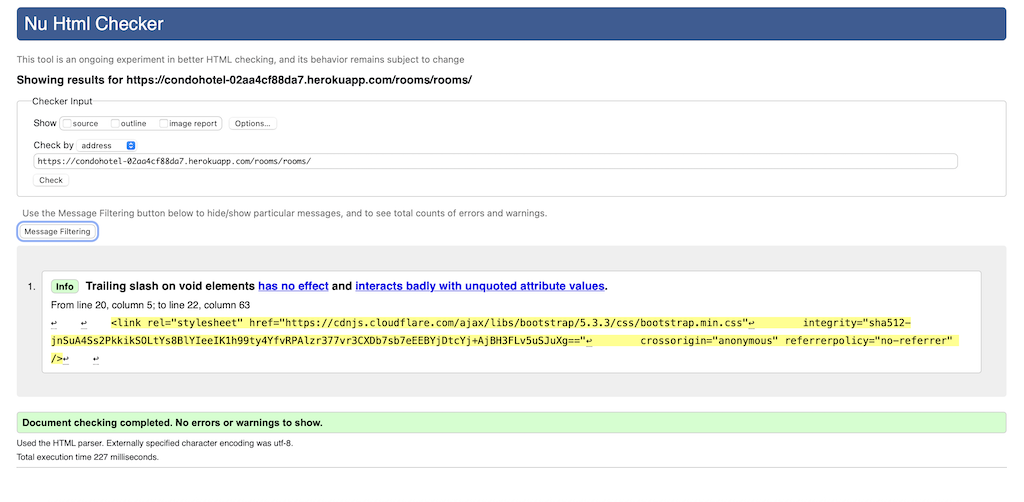 Nu Html Checker
This tool is an ongoing experiment in better HTML checking, and its behavior remains subject to change
Showing results for https://condohotel-02aa4cf88da7.herokuapp.com/rooms/rooms/
Checker Input
Show source outline image report Options...
Check by address
https://condohotel-02aa4cf88da7.herokuapp.com/rooms/rooms/
Check
Use the Message Filtering button below to hide/show particular messages, and to see total counts of errors and warnings.
Message Filtering
1. Info Trailing slash on void elements has no effect and interacts badly with unquoted attribute values.
From line 20, column 5; to line 22, column 63
↩ ↩ <link rel="stylesheet" href="https://cdnjs.cloudflare.com/ajax/libs/bootstrap/5.3.3/css/bootstrap.min.css"↩ integrity="sha512-
jnSuA4Ss2PkkikSOLtYs8BlYIeeIK1h99ty4YfvRPAlzr377vr3CXDb7sb7eEEBYjDtcYj+AjBH3FLv5uSJuXg=="↩ crossorigin="anonymous" referrerpolicy="no-referrer"
/>↩ ↩
Document checking completed. No errors or warnings to show.
Used the HTML parser. Externally specified character encoding was utf-8.
Total execution time 227 milliseconds.